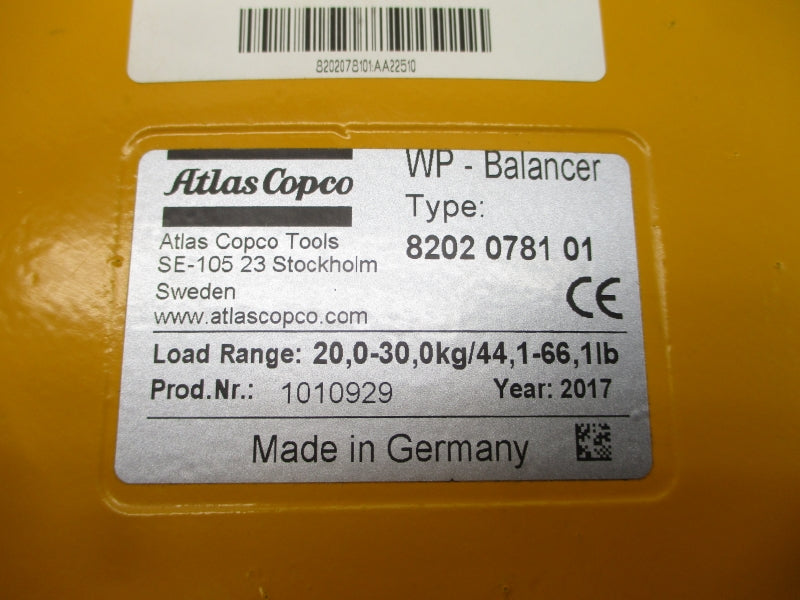 8202078101AA22510
Atlas Copco
WP - Balancer
Type:
8202 0781 01
Atlas Copco Tools
SE-105 23 Stockholm
Sweden
www.atlascopco.com
CE
Load Range: 20,0-30,0kg/44,1-66,1lb
Prod.Nr.: 1010929 Year: 2017
Made in Germany